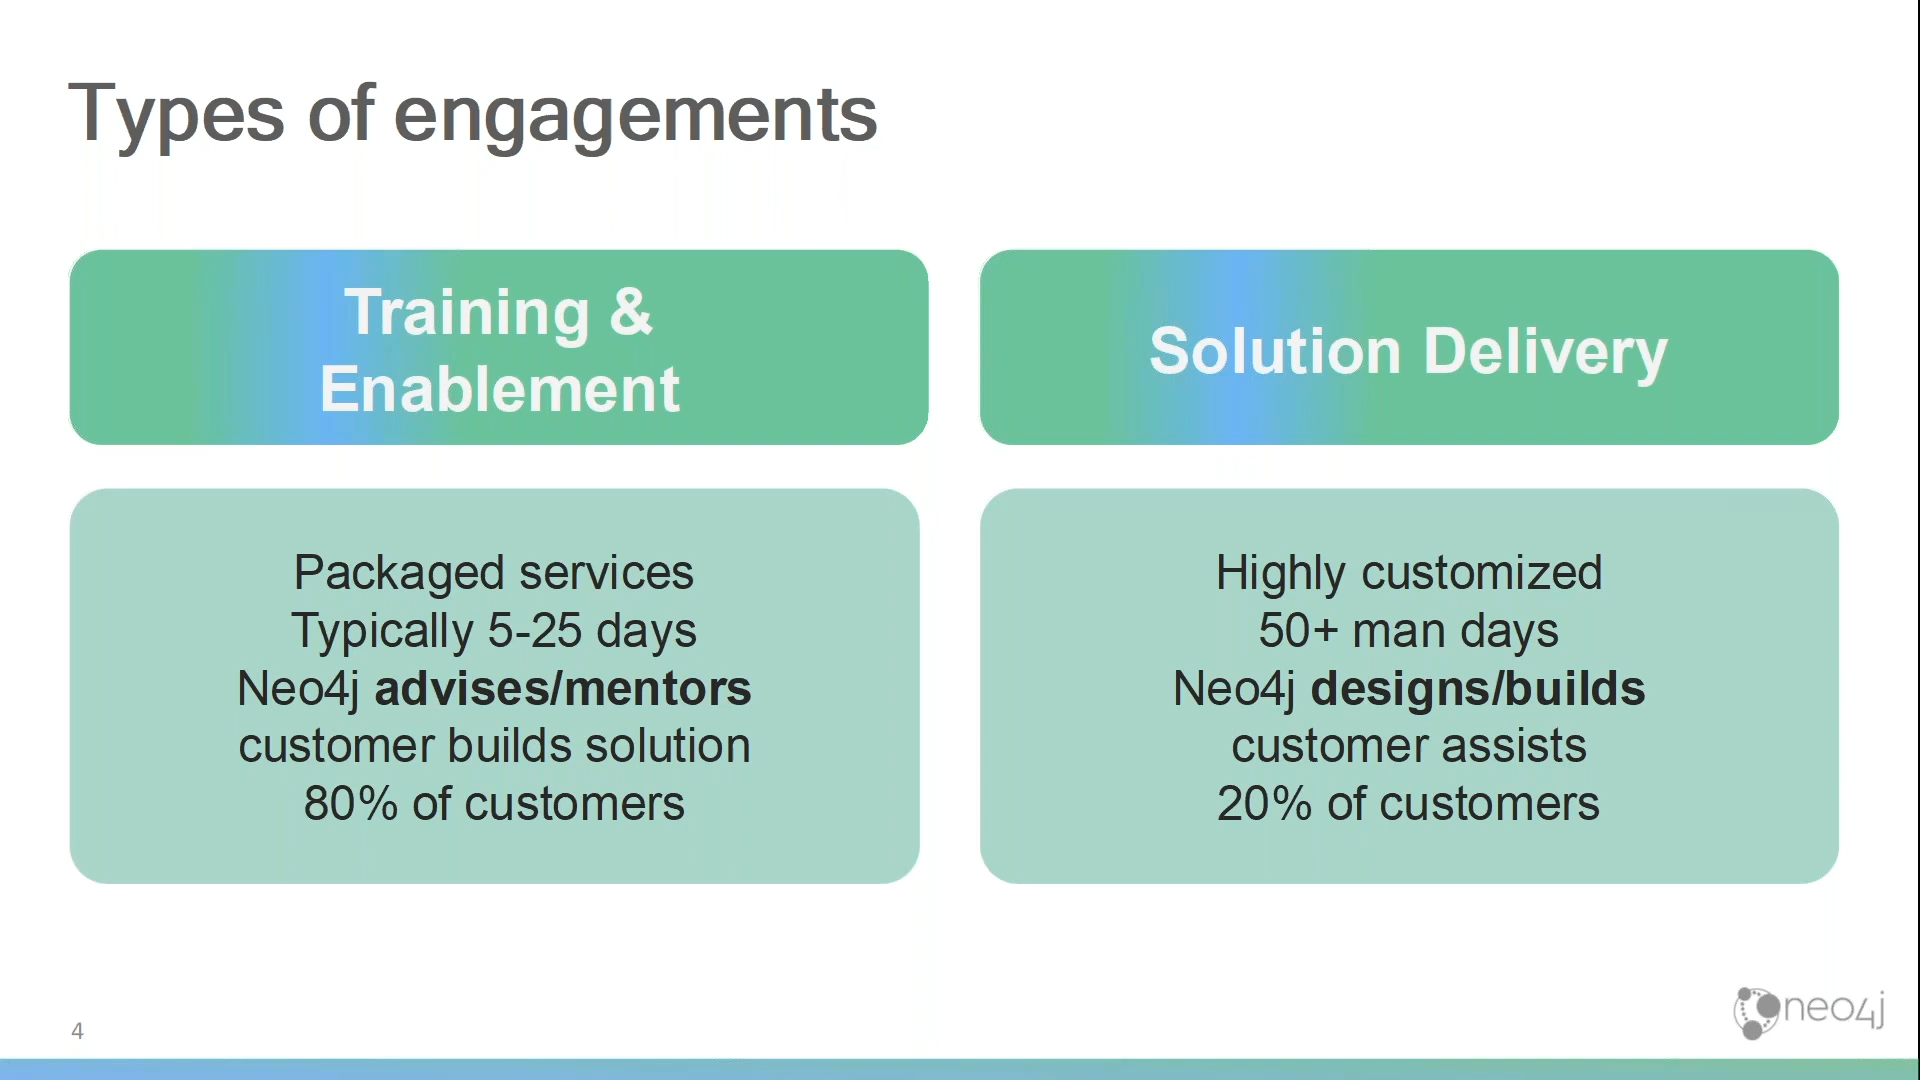 Types of engagements
Training &
Enablement
Solution Delivery
Packaged services
Typically 5-25 days
Neo4j advises/mentors
customer builds solution
80% of customers
Highly customized
50+ man days
Neo4j designs/builds
customer assists
20% of customers
4
neo4j